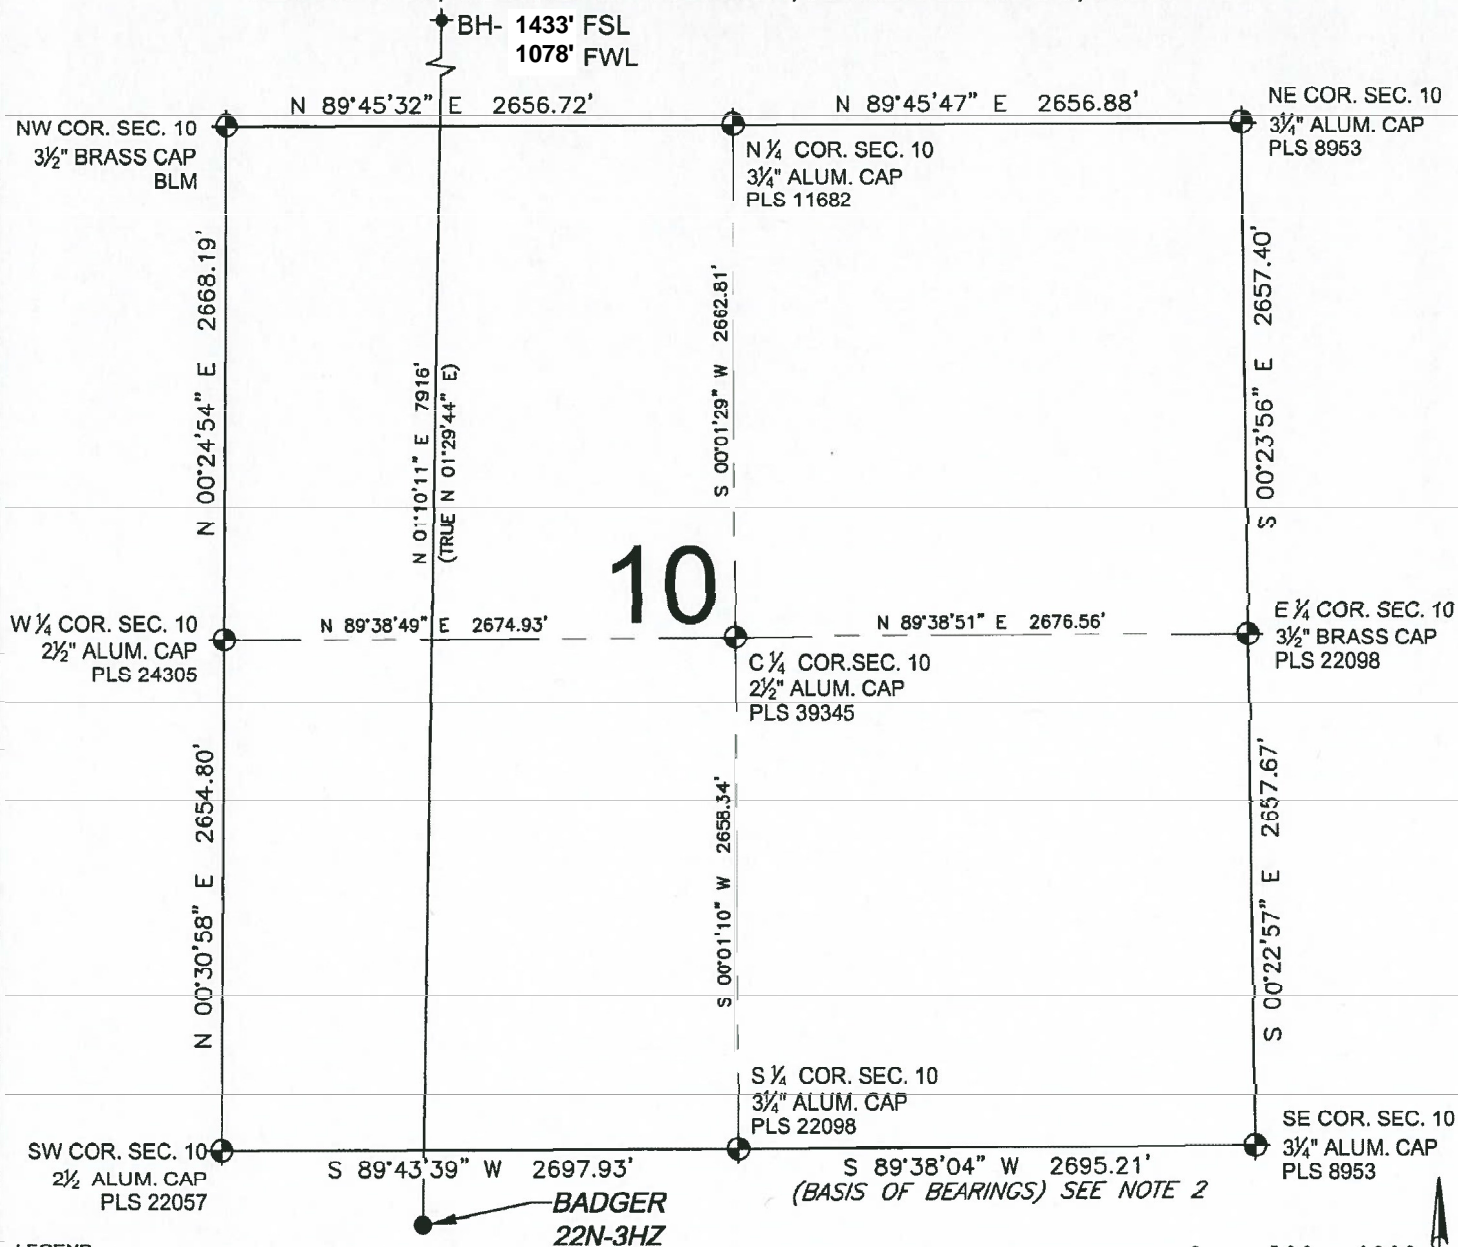 BH- 1433' FSL
1078' FWL
N 89°45'32" E 2656.72'
N 89°45'47" E 2656.88'
NW COR. SEC. 10
3½" BRASS CAP
BLM
N ¼ COR. SEC. 10
3¼" ALUM. CAP
PLS 11682
NE COR. SEC. 10
3¼" ALUM. CAP
PLS 8953
N 00°24'54" E 2668.19'
N 01°10'11" E 7916'
(TRUE N 01°29'44" E)
S 00°01'29" W 2662.81'
S 00°23'56" E 2657.40'
10
W ¼ COR. SEC. 10
2½" ALUM. CAP
PLS 24305
N 89°38'49" E 2674.93'
N 89°38'51" E 2676.56'
C ¼ COR.SEC. 10
2½" ALUM. CAP
PLS 39345
E ¼ COR. SEC. 10
3½" BRASS CAP
PLS 22098
N 00°30'58" E 2654.80'
S 00°01'10" W 2658.34'
S 00°22'57" E 2657.67'
S ¼ COR. SEC. 10
3¼" ALUM. CAP
PLS 22098
SW COR. SEC. 10
2½ ALUM. CAP
PLS 22057
S 89°43'39" W 2697.93'
S 89°38'04" W 2695.21'
(BASIS OF BEARINGS) SEE NOTE 2
SE COR. SEC. 10
3¼" ALUM. CAP
PLS 8953
BADGER
22N-3HZ